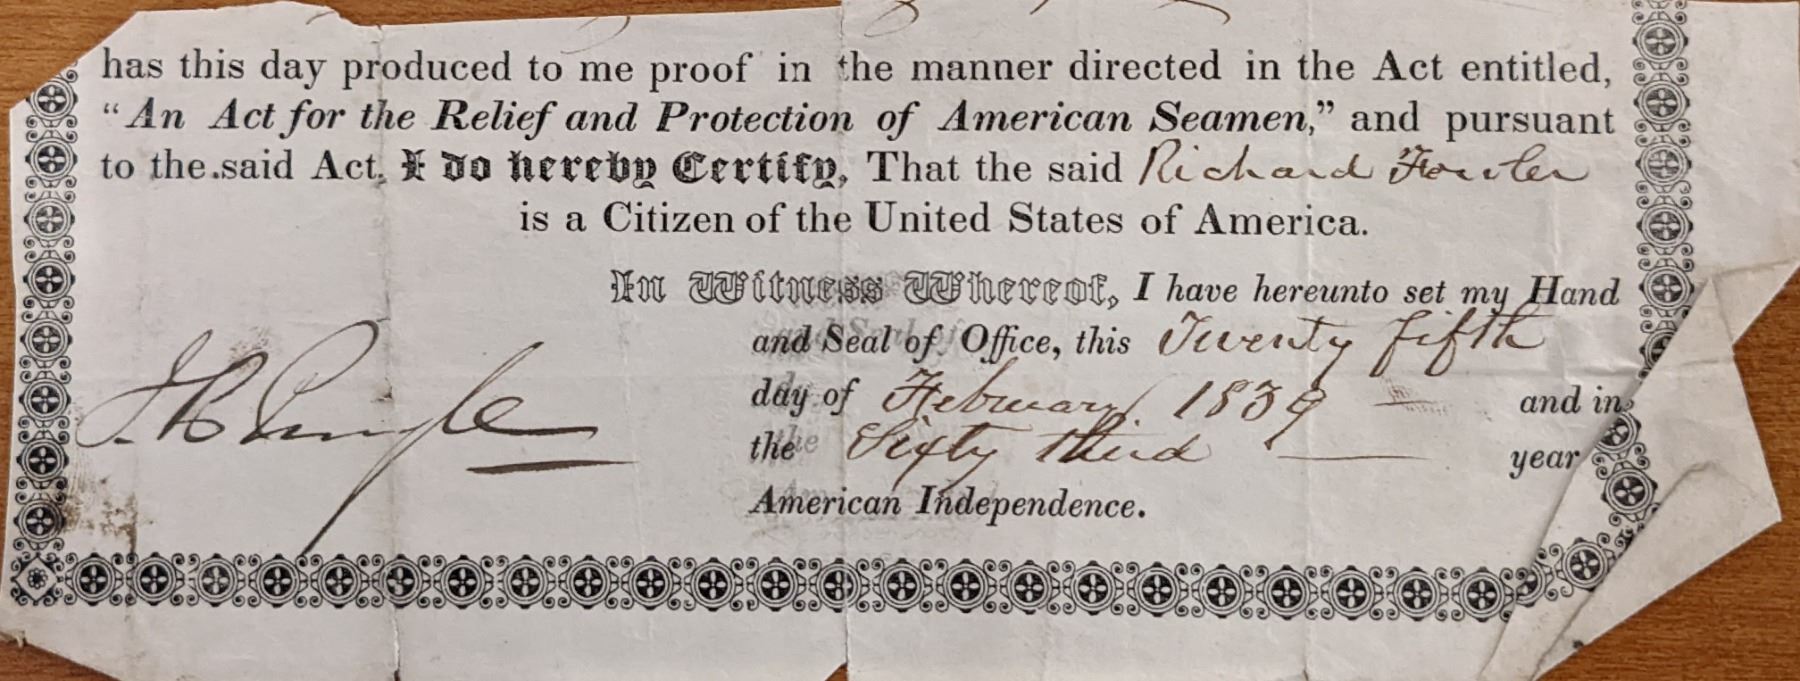 has this day produced to me proof in the manner directed in the Act entitled,
“An Act for the Relief and Protection of American Seamen,” and pursuant
to the said Act, I do hereby Certify, That the said Richard Fowler
is a Citizen of the United States of America.
In Witness Whereof, I have hereunto set my Hand
and Seal of Office, this Twenty fifth
day of February 1839 — and in
the Sixty third — year
American Independence.